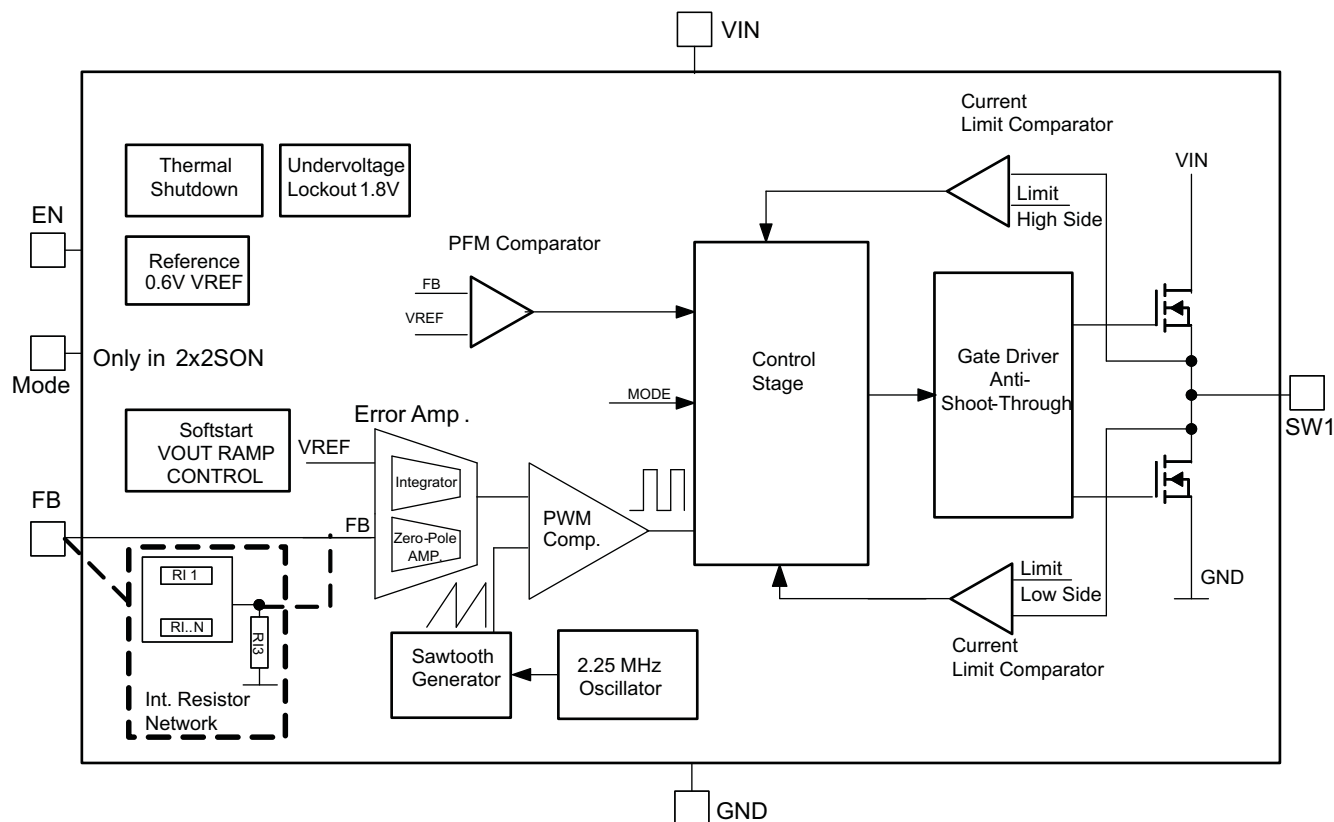 VIN
Current
Limit Comparator
Thermal
Shutdown
Undervoltage
Lockout 1.8V
VIN
Limit
High Side
EN
PFM Comparator
Reference
0.6V VREF
FB
VREF
Mode
Only in 2x2SON
Control
Stage
Gate Driver
Anti-
Shoot-Through
MODE
SW1
Error Amp .
Softstart
VOUT RAMP
CONTROL
VREF
Integrator
FB
FB
Zero-Pole
AMP.
PWM
Comp.
Limit
Low Side
GND
RI 1
RI..N
RI3
Int. Resistor
Network
Sawtooth
Generator
2.25 MHz
Oscillator
Current
Limit Comparator
GND